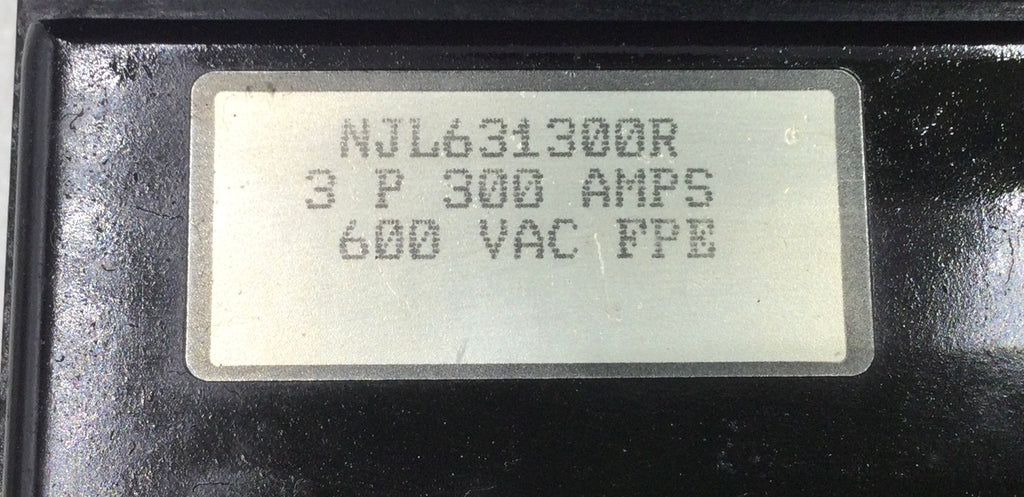 NJL631300R
3 P 300 AMPS
600 VAC FPE